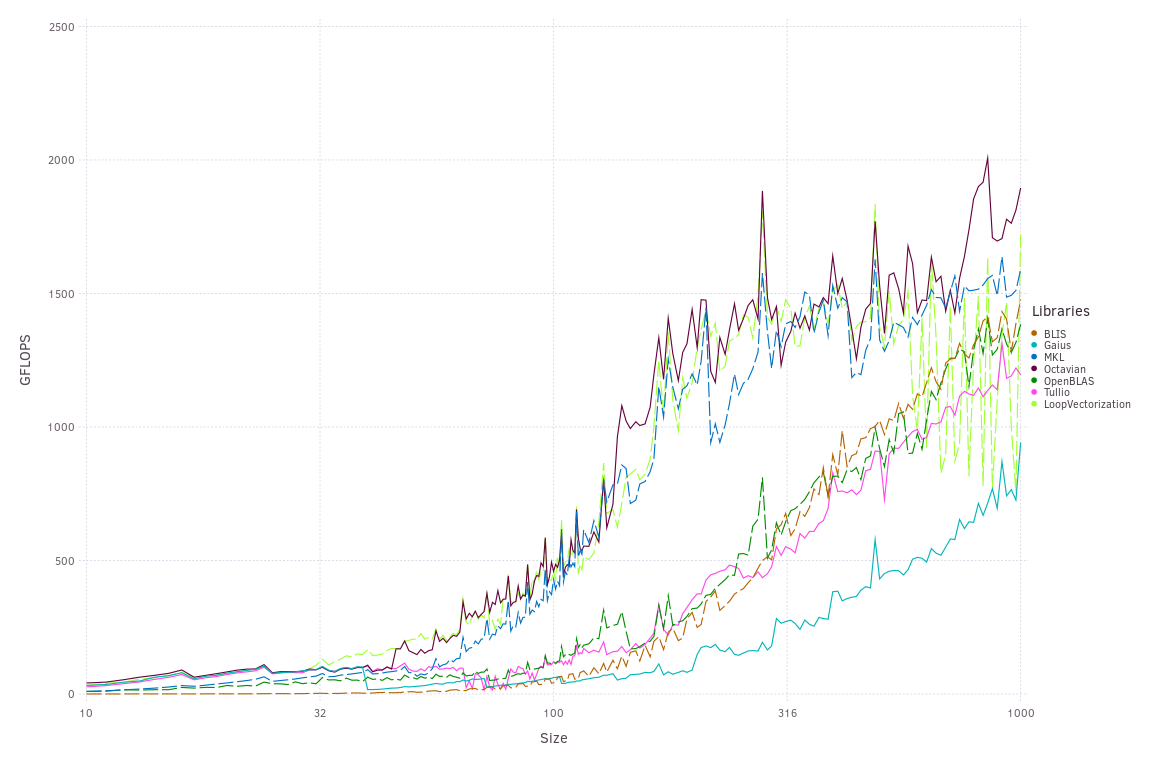 2500
2000
1500
1000
500
0
GFLOPS
10
32
100
316
1000
Size
Libraries
BLIS
Gaius
MKL
Octavian
OpenBLAS
Tullio
LoopVectorization